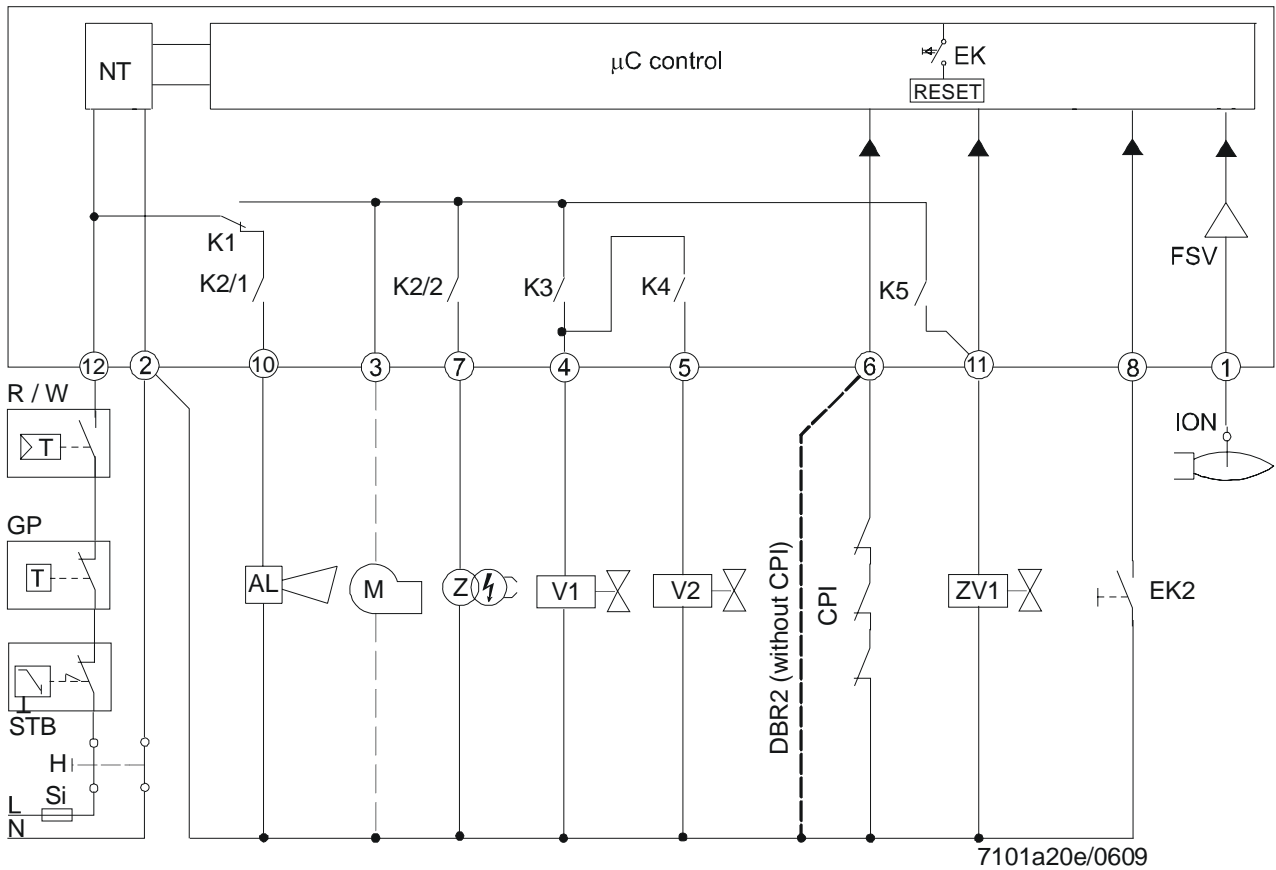 NT
μC control
EK
RESET
K1
K2/1
K2/2
K3
K4
K5
FSV
12
2
10
3
7
4
5
6
11
8
1
R / W
T
ION
GP
T
AL
M
Z
V1
V2
DBR2 (without CPI)
CPI
ZV1
EK2
STB
H
Si
L
N
7101a20e/0609